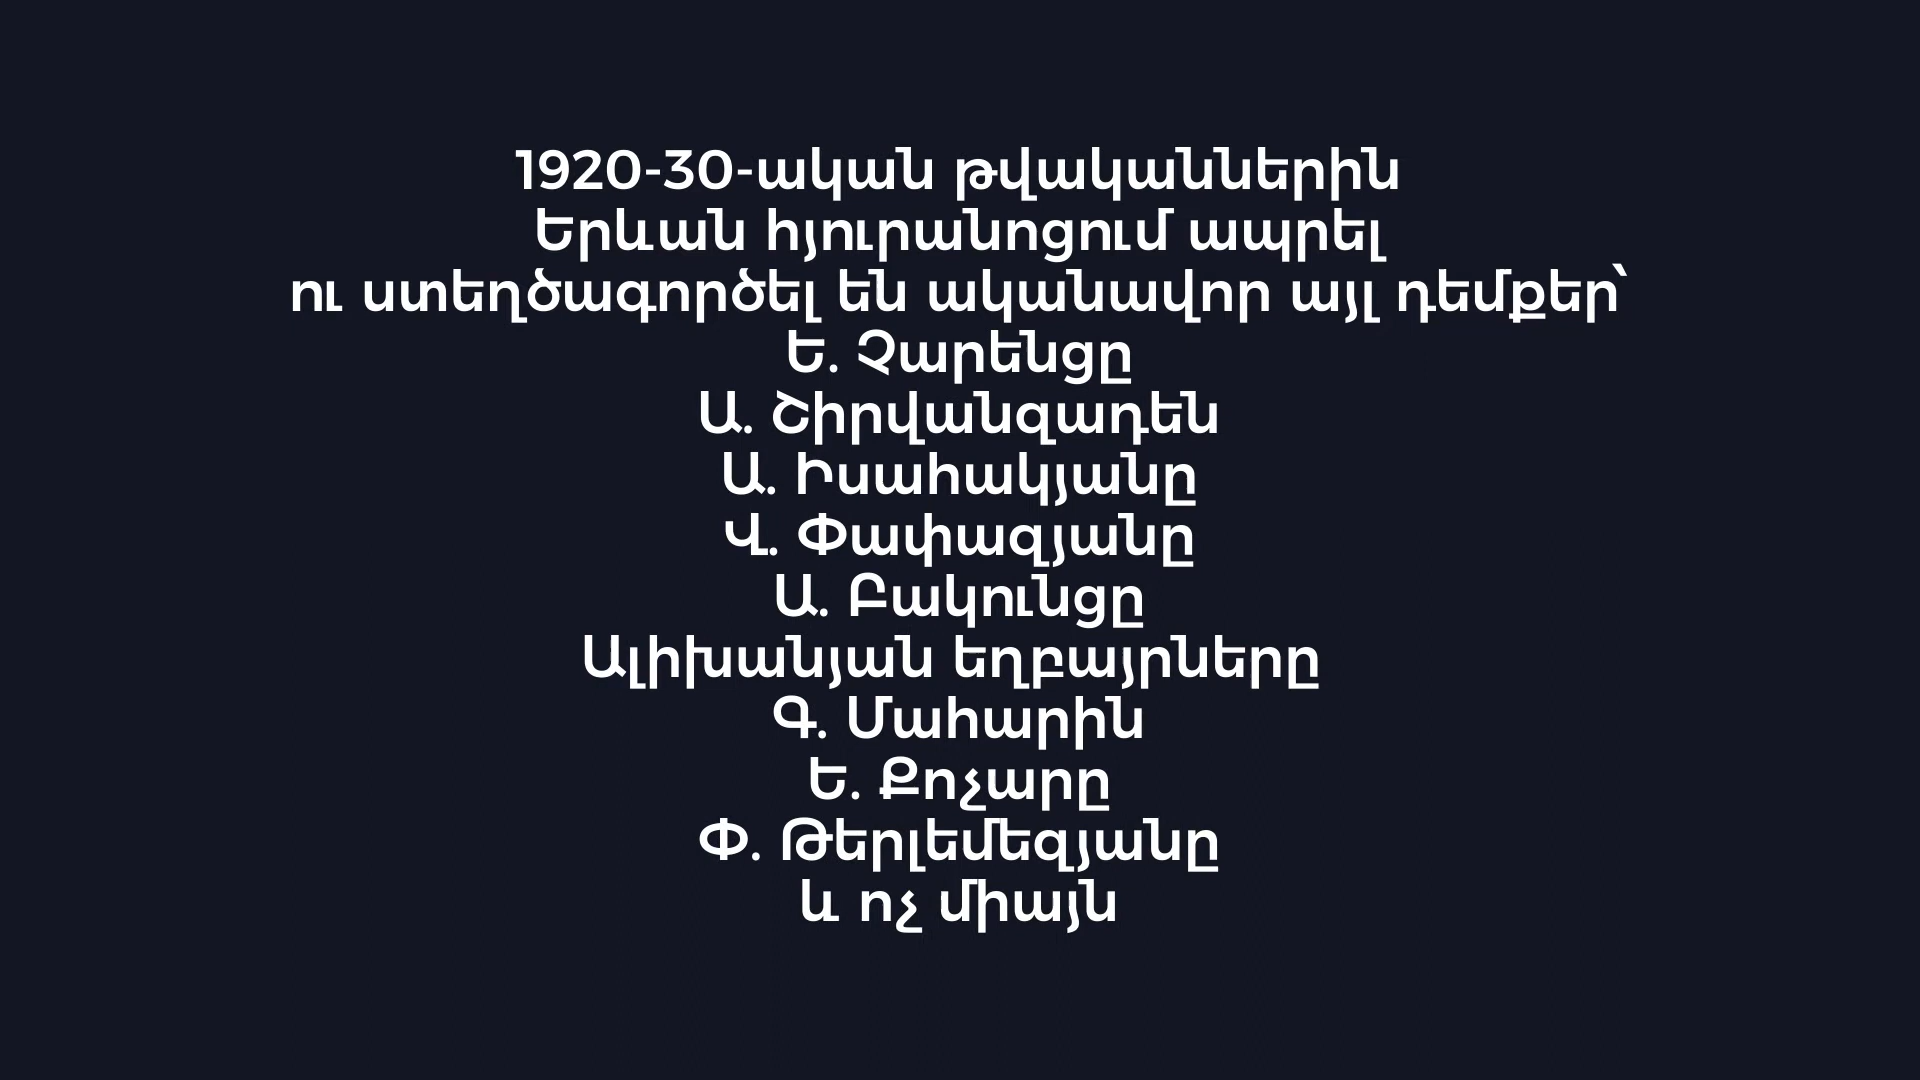 1920-30-ական թվականներին
Երևան հյուրանոցում ապրել
ու ստեղծագործել են ականավոր այլ դեմքեր՝
Ե. Չարենցը
Ա. Շիրվանզադեն
Ա. Իսահակյանը
Վ. Փափազյանը
Ա. Բակունցը
Ալիխանյան եղբայրները
Գ. Մահարին
Ե. Քոչարը
Փ. Թերլեմեզյանը
և ոչ միայն